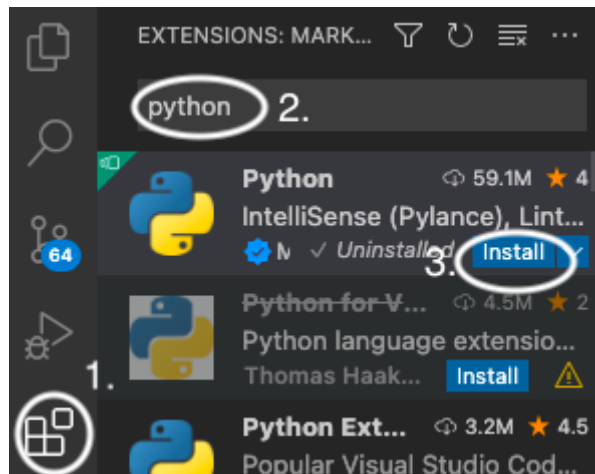 EXTENSIONS: MARK...
python 2.
Python 59.1M ★ 4
IntelliSense (Pylance), Lint...
M ✓ Uninstalled 3. Install
64
Python for V... 4.5M ★ 2
Python language extensio...
1.
Thomas Haak... Install
Python Ext... 3.2M ★ 4.5
Popular Visual Studio Cod...